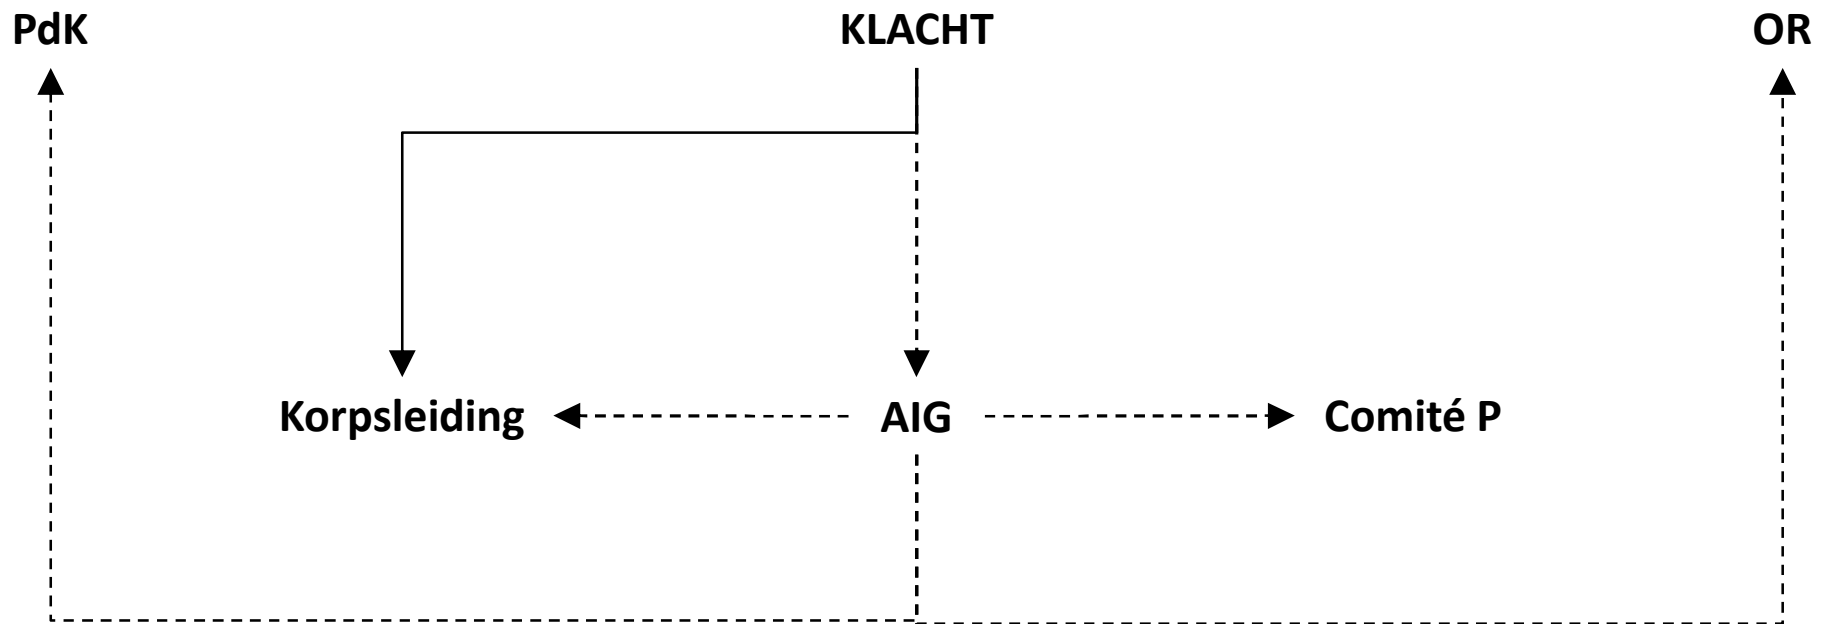 PdK
KLACHT
OR
Korpsleiding
AIG
Comité P